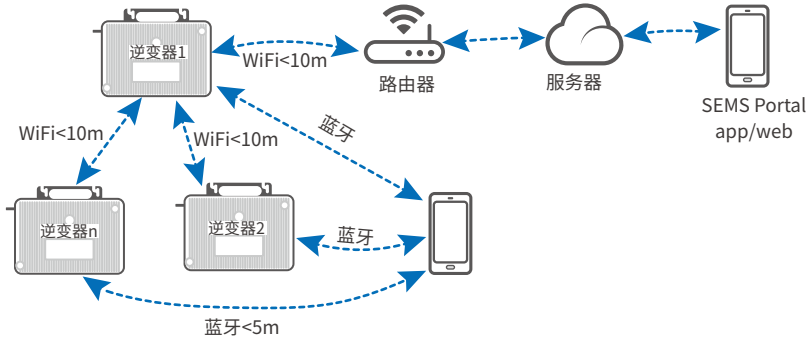 逆变器1
WiFi<10m
路由器
服务器
SEMS Portal
app/web
WiFi<10m
WiFi<10m
蓝牙
逆变器n
逆变器2
蓝牙
蓝牙<5m